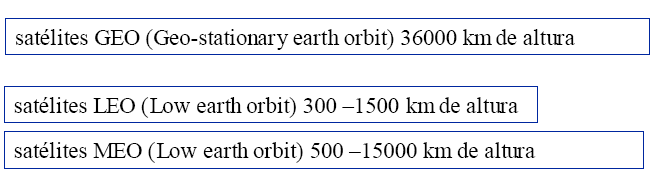 satélites GEO (Geo-stationary earth orbit) 36000 km de altura
satélites LEO (Low earth orbit) 300 –1500 km de altura
satélites MEO (Low earth orbit) 500 –15000 km de altura